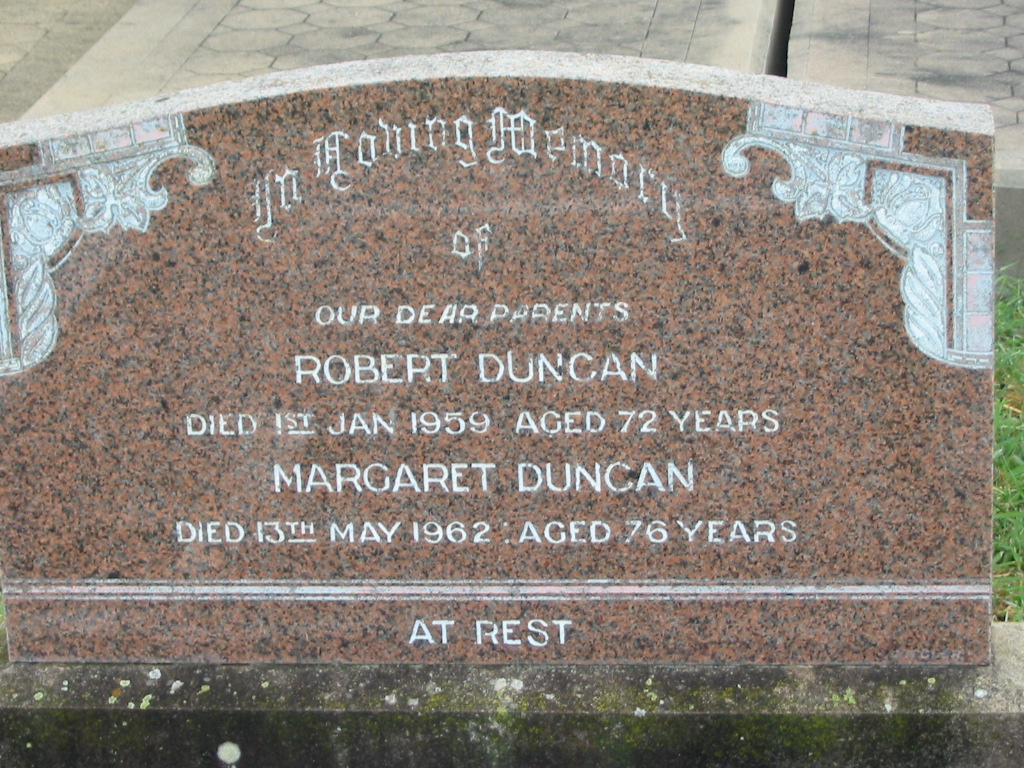 In Loving Memory
of
OUR DEAR PARENTS
ROBERT DUNCAN
DIED 1ST JAN 1959 AGED 72 YEARS
MARGARET DUNCAN
DIED 13TH MAY 1962 : AGED 76 YEARS
AT REST